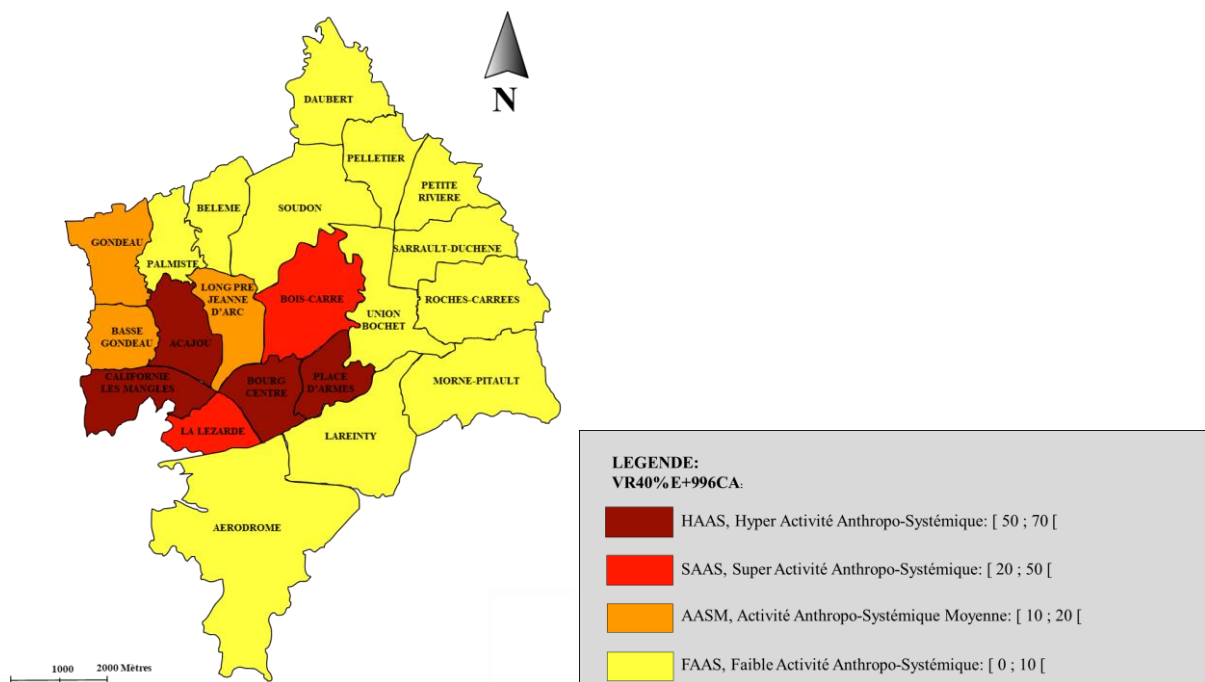 N
DAUBERT
PELLETIER
PETITE
RIVIERE
BELEME
SOUDON
GONDEAU
SARRAULT-DUCHENE
PALMISTE
LONG PRE
JEANNE
D'ARC
BOIS-CARRE
ROCHES-CARREES
UNION
BOCHET
BASSE
GONDEAU
ACAJOU
CALIFORNIE
LES MANGLES
BOURG
CENTRE
PLACE
D'ARMES
MORNE-PITAULT
LA LEZARDE
LAREINTY
AERODROME
1000
2000 Mètres
LEGENDE:
VR40%E+996CA:
HAAS, Hyper Activité Anthropo-Systémique: [ 50 ; 70 [
SAAS, Super Activité Anthropo-Systémique: [ 20 ; 50 [
AASM, Activité Anthropo-Systémique Moyenne: [ 10 ; 20 [
FAAS, Faible Activité Anthropo-Systémique: [ 0 ; 10 [